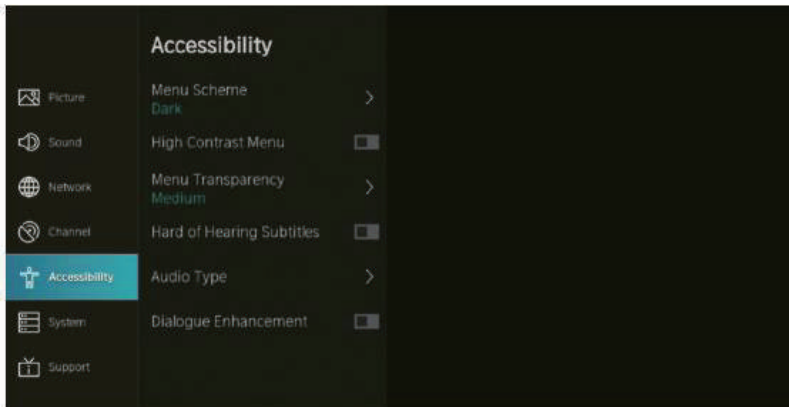 Accessibility
Picture
Sound
Network
Channel
Accessibility
System
Support
Menu Scheme
Dark
High Contrast Menu
Menu Transparency
Medium
Hard of Hearing Subtitles
Audio Type
Dialogue Enhancement